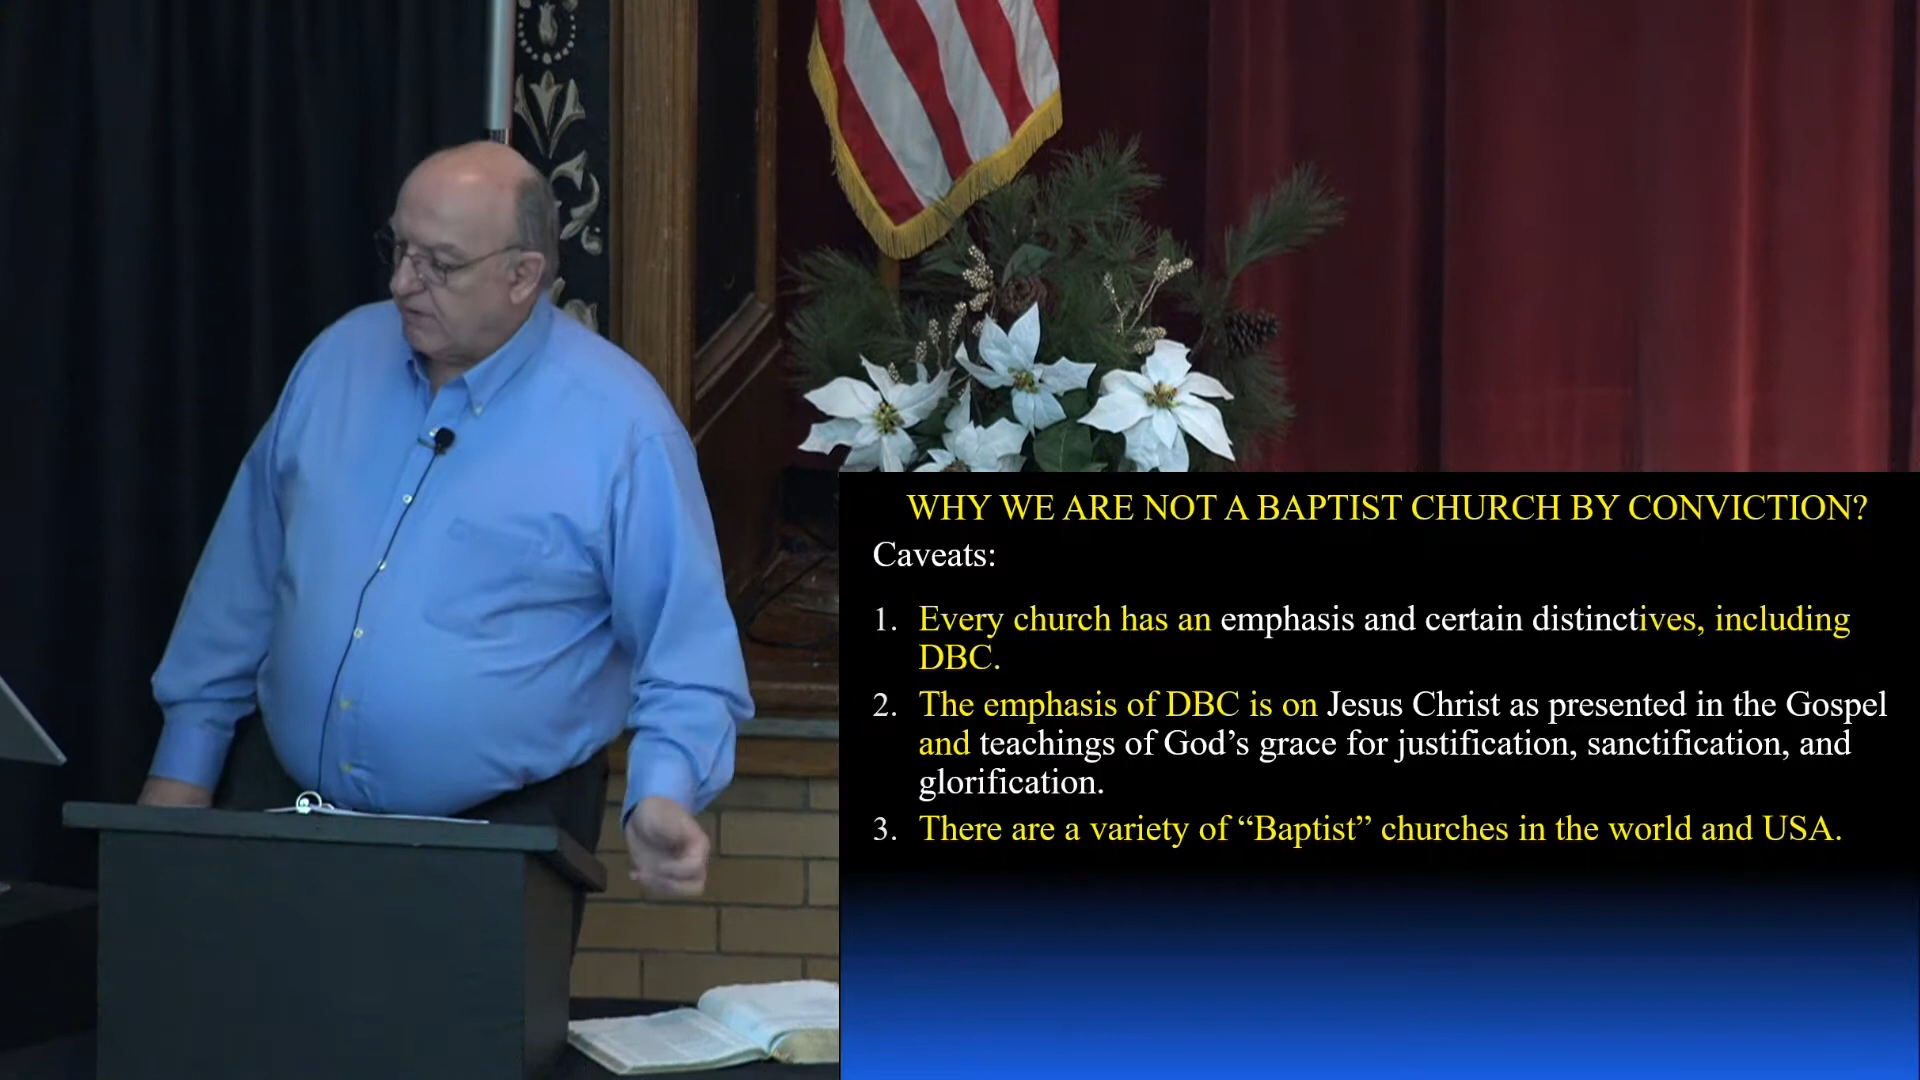 WHY WE ARE NOT A BAPTIST CHURCH BY CONVICTION?
Caveats:
1. Every church has an emphasis and certain distinctives, including
DBC.
2. The emphasis of DBC is on Jesus Christ as presented in the Gospel
and teachings of God’s grace for justification, sanctification, and
glorification.
3. There are a variety of “Baptist” churches in the world and USA.